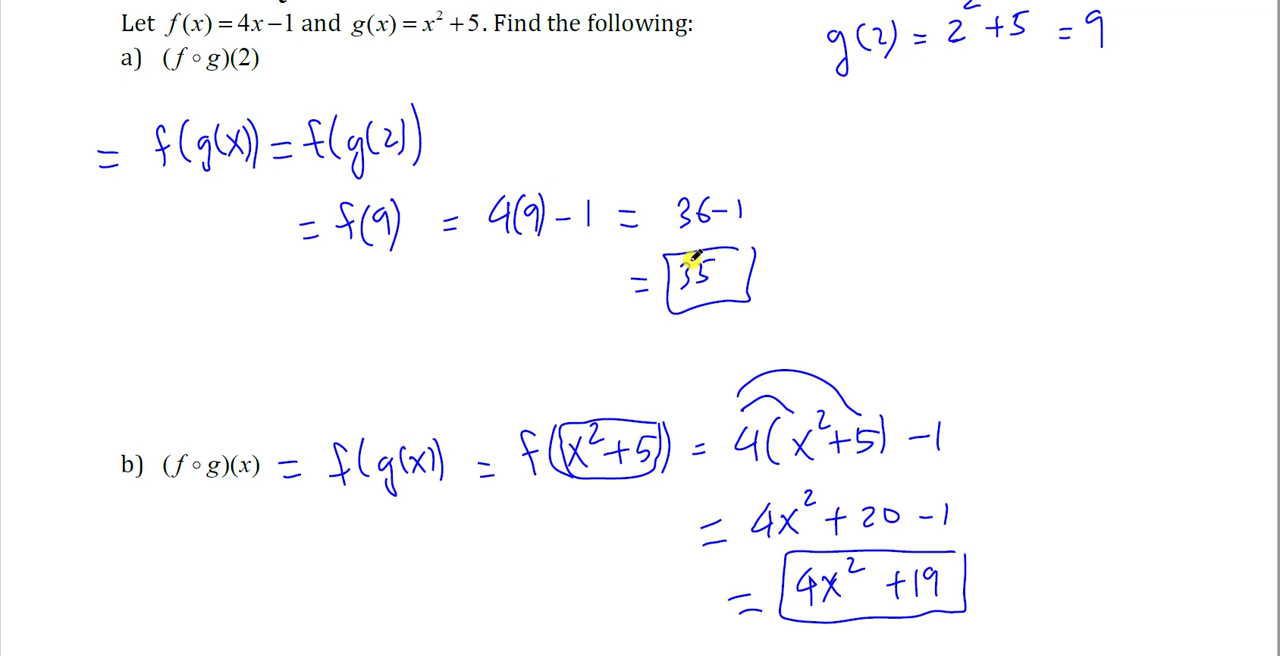 Let f(x) = 4x − 1 and g(x) = x² + 5. Find the following:
g(2) = 2² + 5 = 9
a) (f ∘ g)(2)
= f(g(x)) = f(g(2))
= f(9) = 4(9) − 1 = 36 − 1
= 35
b) (f ∘ g)(x) = f(g(x)) = f((x² + 5)) = 4(x² + 5) − 1
= 4x² + 20 − 1
= 4x² + 19